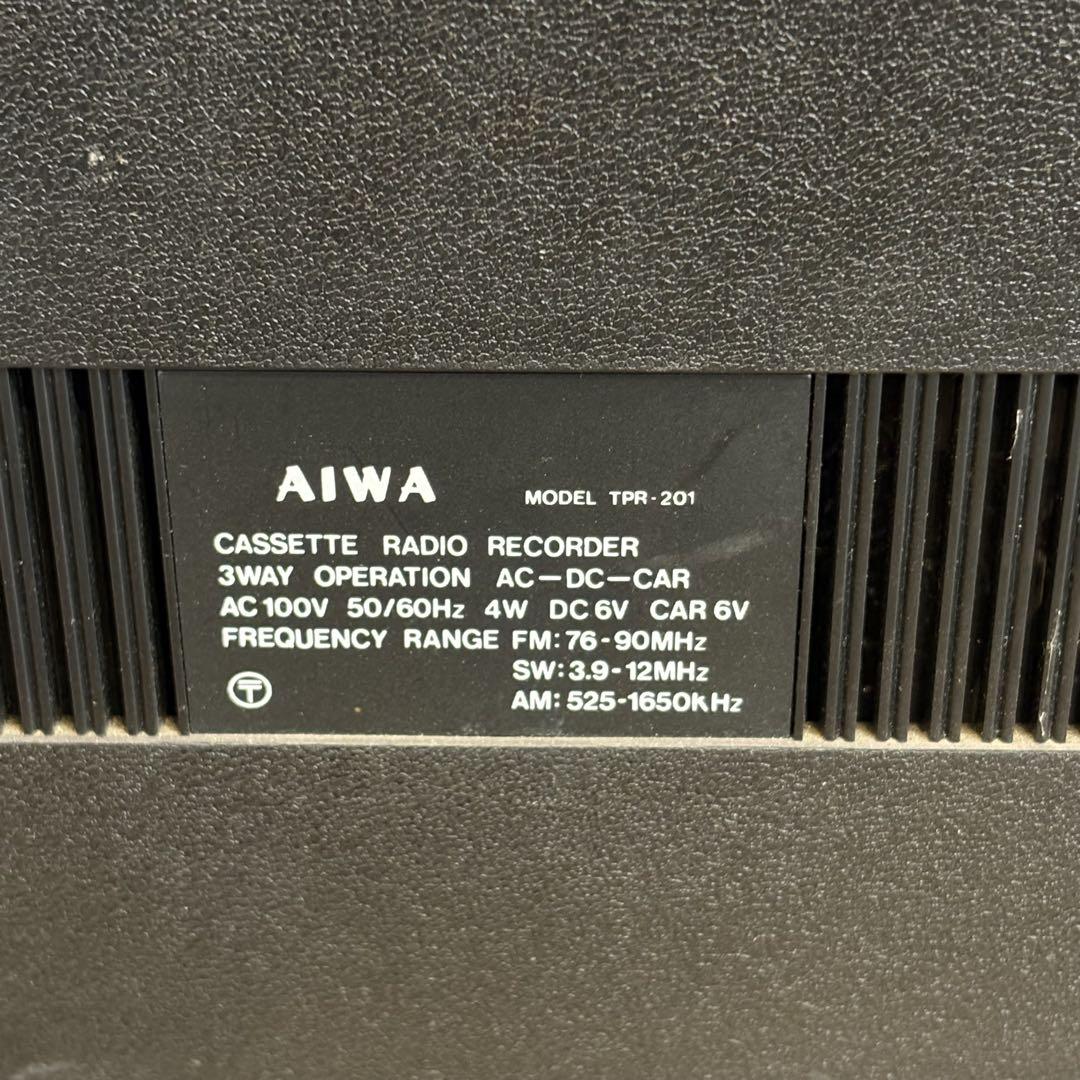 AIWA MODEL TPR-201
CASSETTE RADIO RECORDER
3WAY OPERATION AC-DC-CAR
AC 100V 50/60Hz 4W DC 6V CAR 6V
FREQUENCY RANGE FM: 76-90MHz
SW: 3.9-12MHz
AM: 525-1650kHz